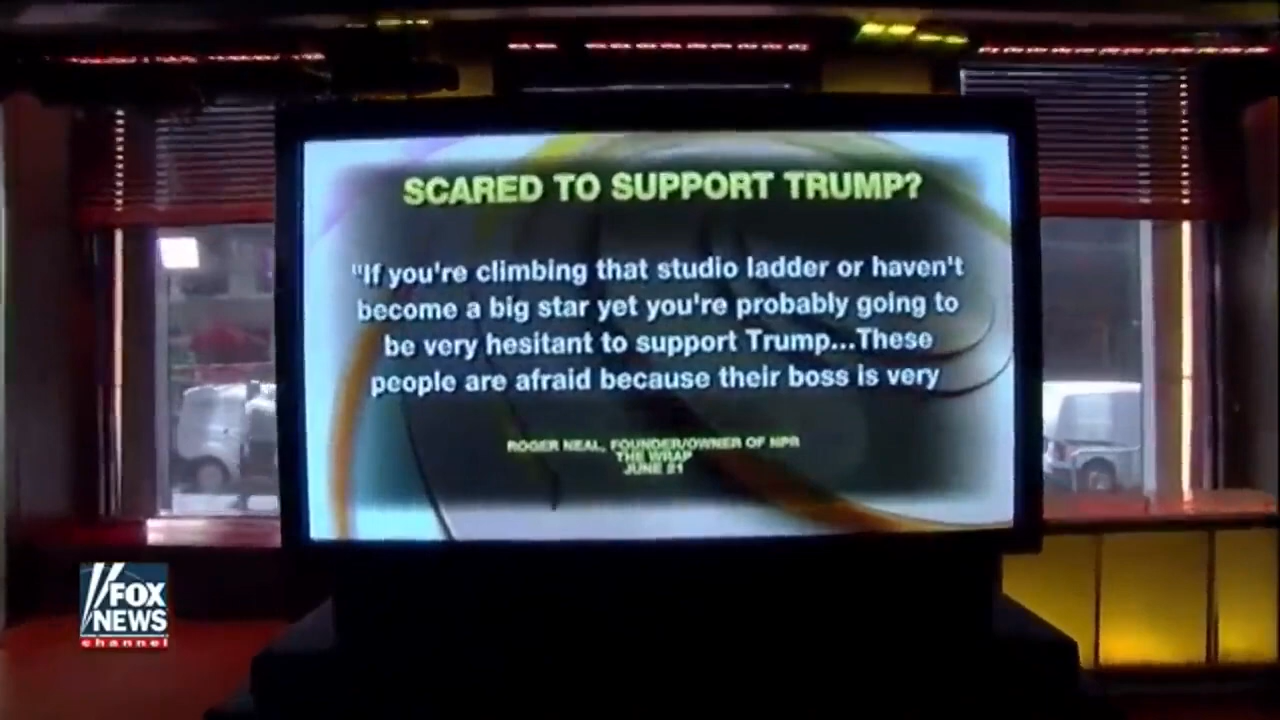 SCARED TO SUPPORT TRUMP?
"If you're climbing that studio ladder or haven't
become a big star yet you're probably going to
be very hesitant to support Trump...These
people are afraid because their boss is very
ROGER NEAL, FOUNDER/OWNER OF NPR
THE WRAP
JUNE 21
FOX
NEWS
channel